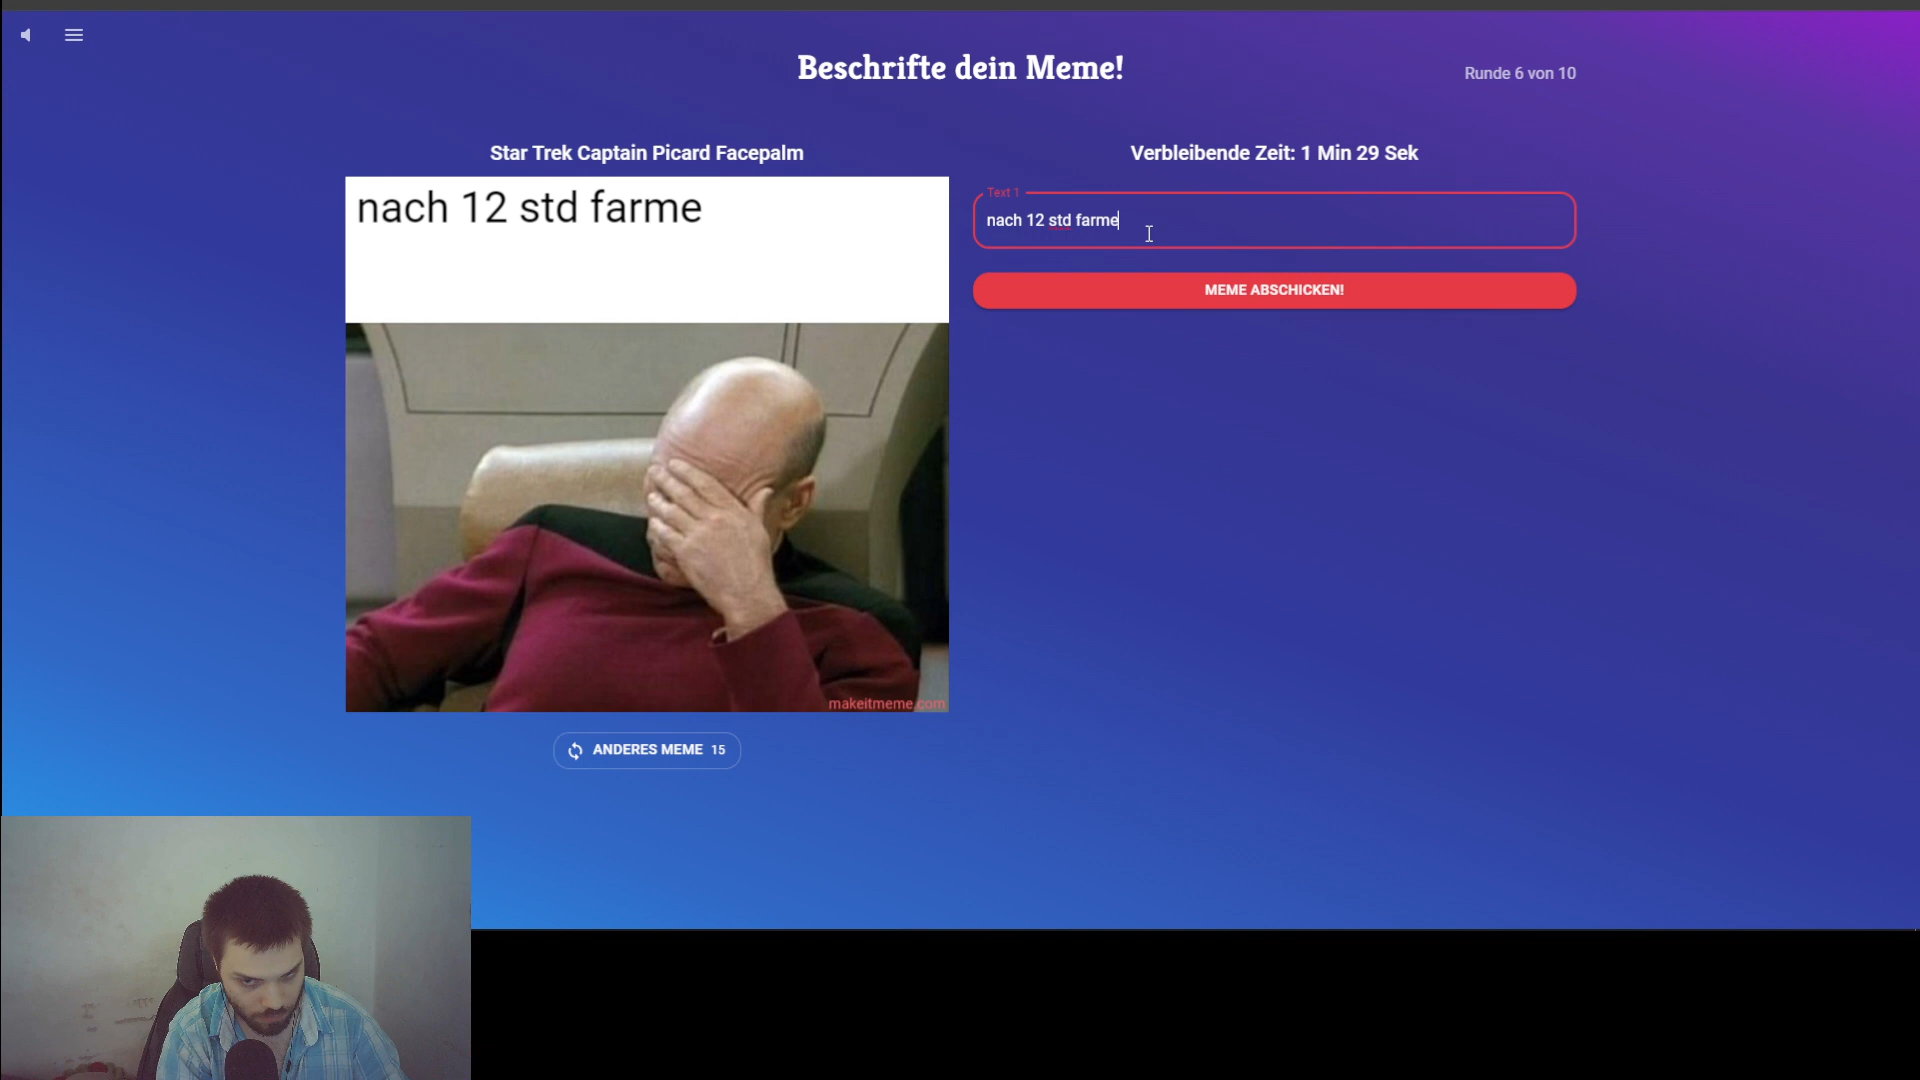 Beschrifte dein Meme!
Runde 6 von 10
Star Trek Captain Picard Facepalm
nach 12 std farme
makeitmeme.com
ANDERES MEME 15
Verbleibende Zeit: 1 Min 29 Sek
Text 1
nach 12 std farme
MEME ABSCHICKEN!